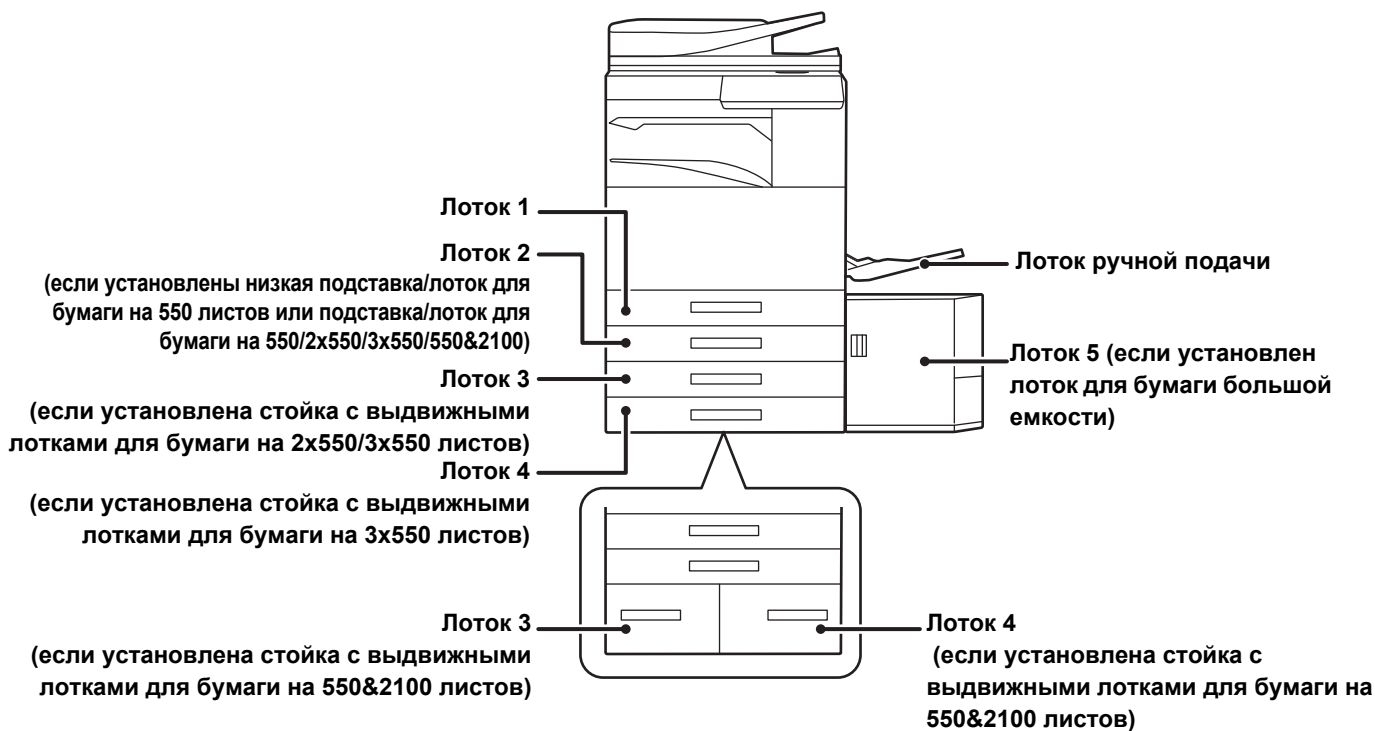 Лоток 1
Лоток 2
(если установлены низкая подставка/лоток для
бумаги на 550 листов или подставка/лоток для
бумаги на 550/2x550/3x550/550&2100)
Лоток 3
(если установлена стойка с выдвижными
лотками для бумаги на 2x550/3x550 листов)
Лоток 4
(если установлена стойка с выдвижными
лотками для бумаги на 3x550 листов)
Лоток 3
(если установлена стойка с выдвижными
лотками для бумаги на 550&2100 листов)
Лоток ручной подачи
Лоток 5 (если установлен
лоток для бумаги большой
емкости)
Лоток 4
(если установлена стойка с
выдвижными лотками для бумаги на
550&2100 листов)